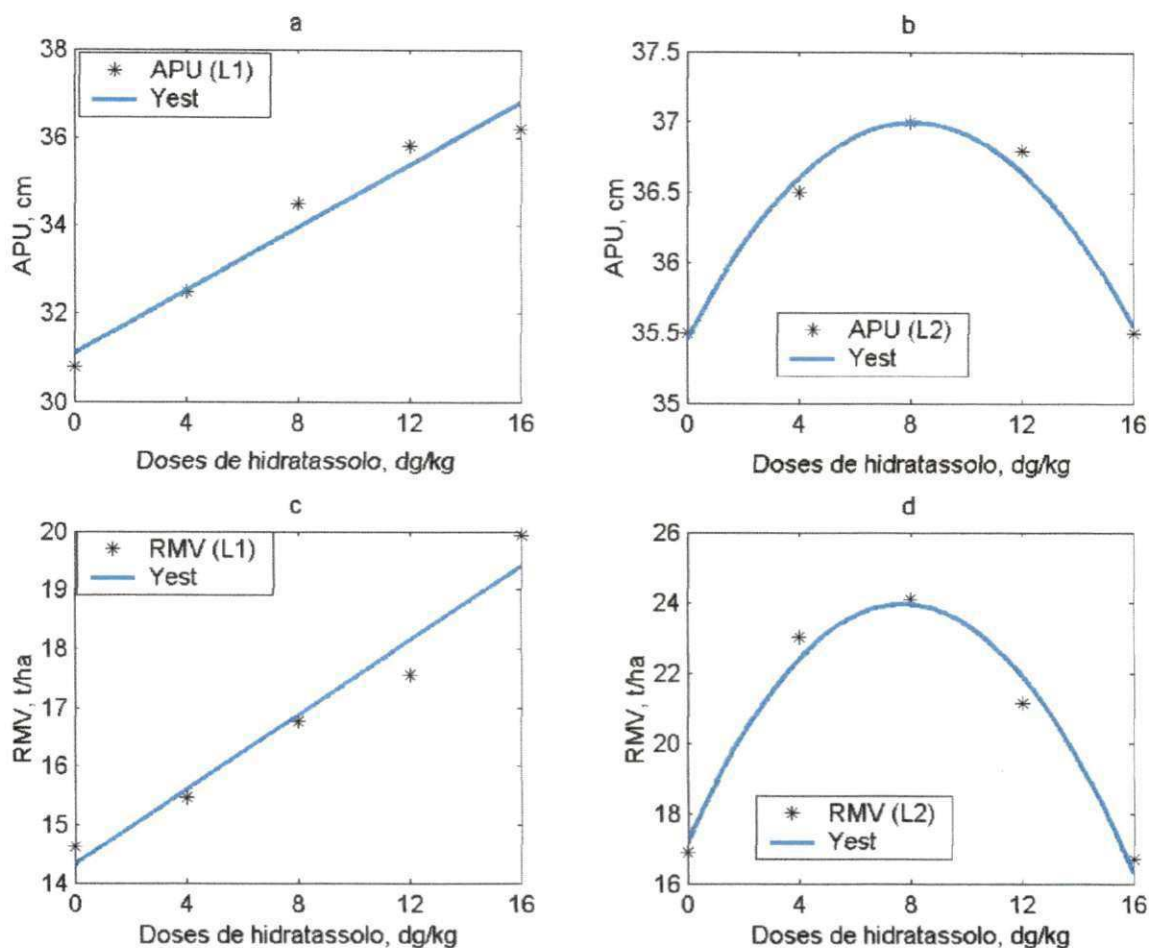 a
38
36
34
32
30
APU, cm
* APU (L1)
Yest
0 4 8 12 16
Doses de hidratassolo, dg/kg
b
37.5
37
36.5
36
35.5
35
APU, cm
* APU (L2)
Yest
0 4 8 12 16
Doses de hidratassolo, dg/kg
c
20
19
18
17
16
15
14
RMV, t/ha
* RMV (L1)
Yest
0 4 8 12 16
Doses de hidratassolo, dg/kg
d
26
24
22
20
18
16
RMV, t/ha
* RMV (L2)
Yest
0 4 8 12 16
Doses de hidratassolo, dg/kg